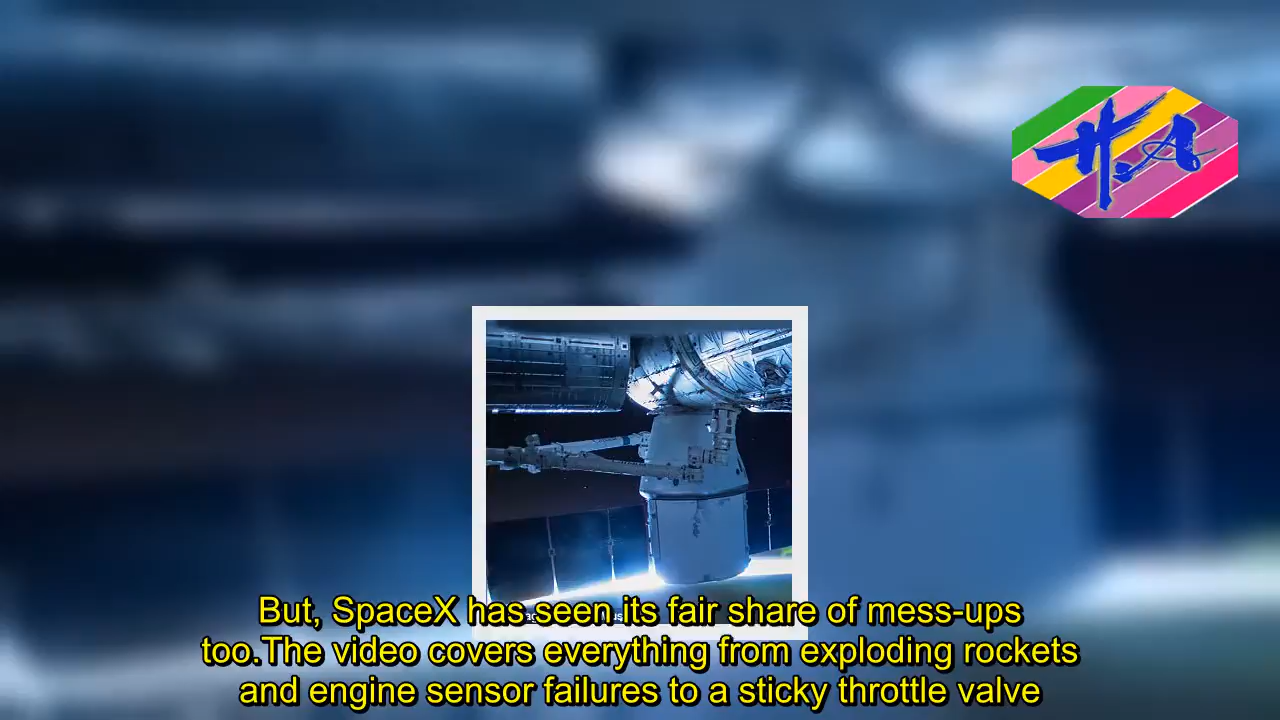 H.A
But, SpaceX has seen its fair share of mess-ups
too.The video covers everything from exploding rockets
and engine sensor failures to a sticky throttle valve